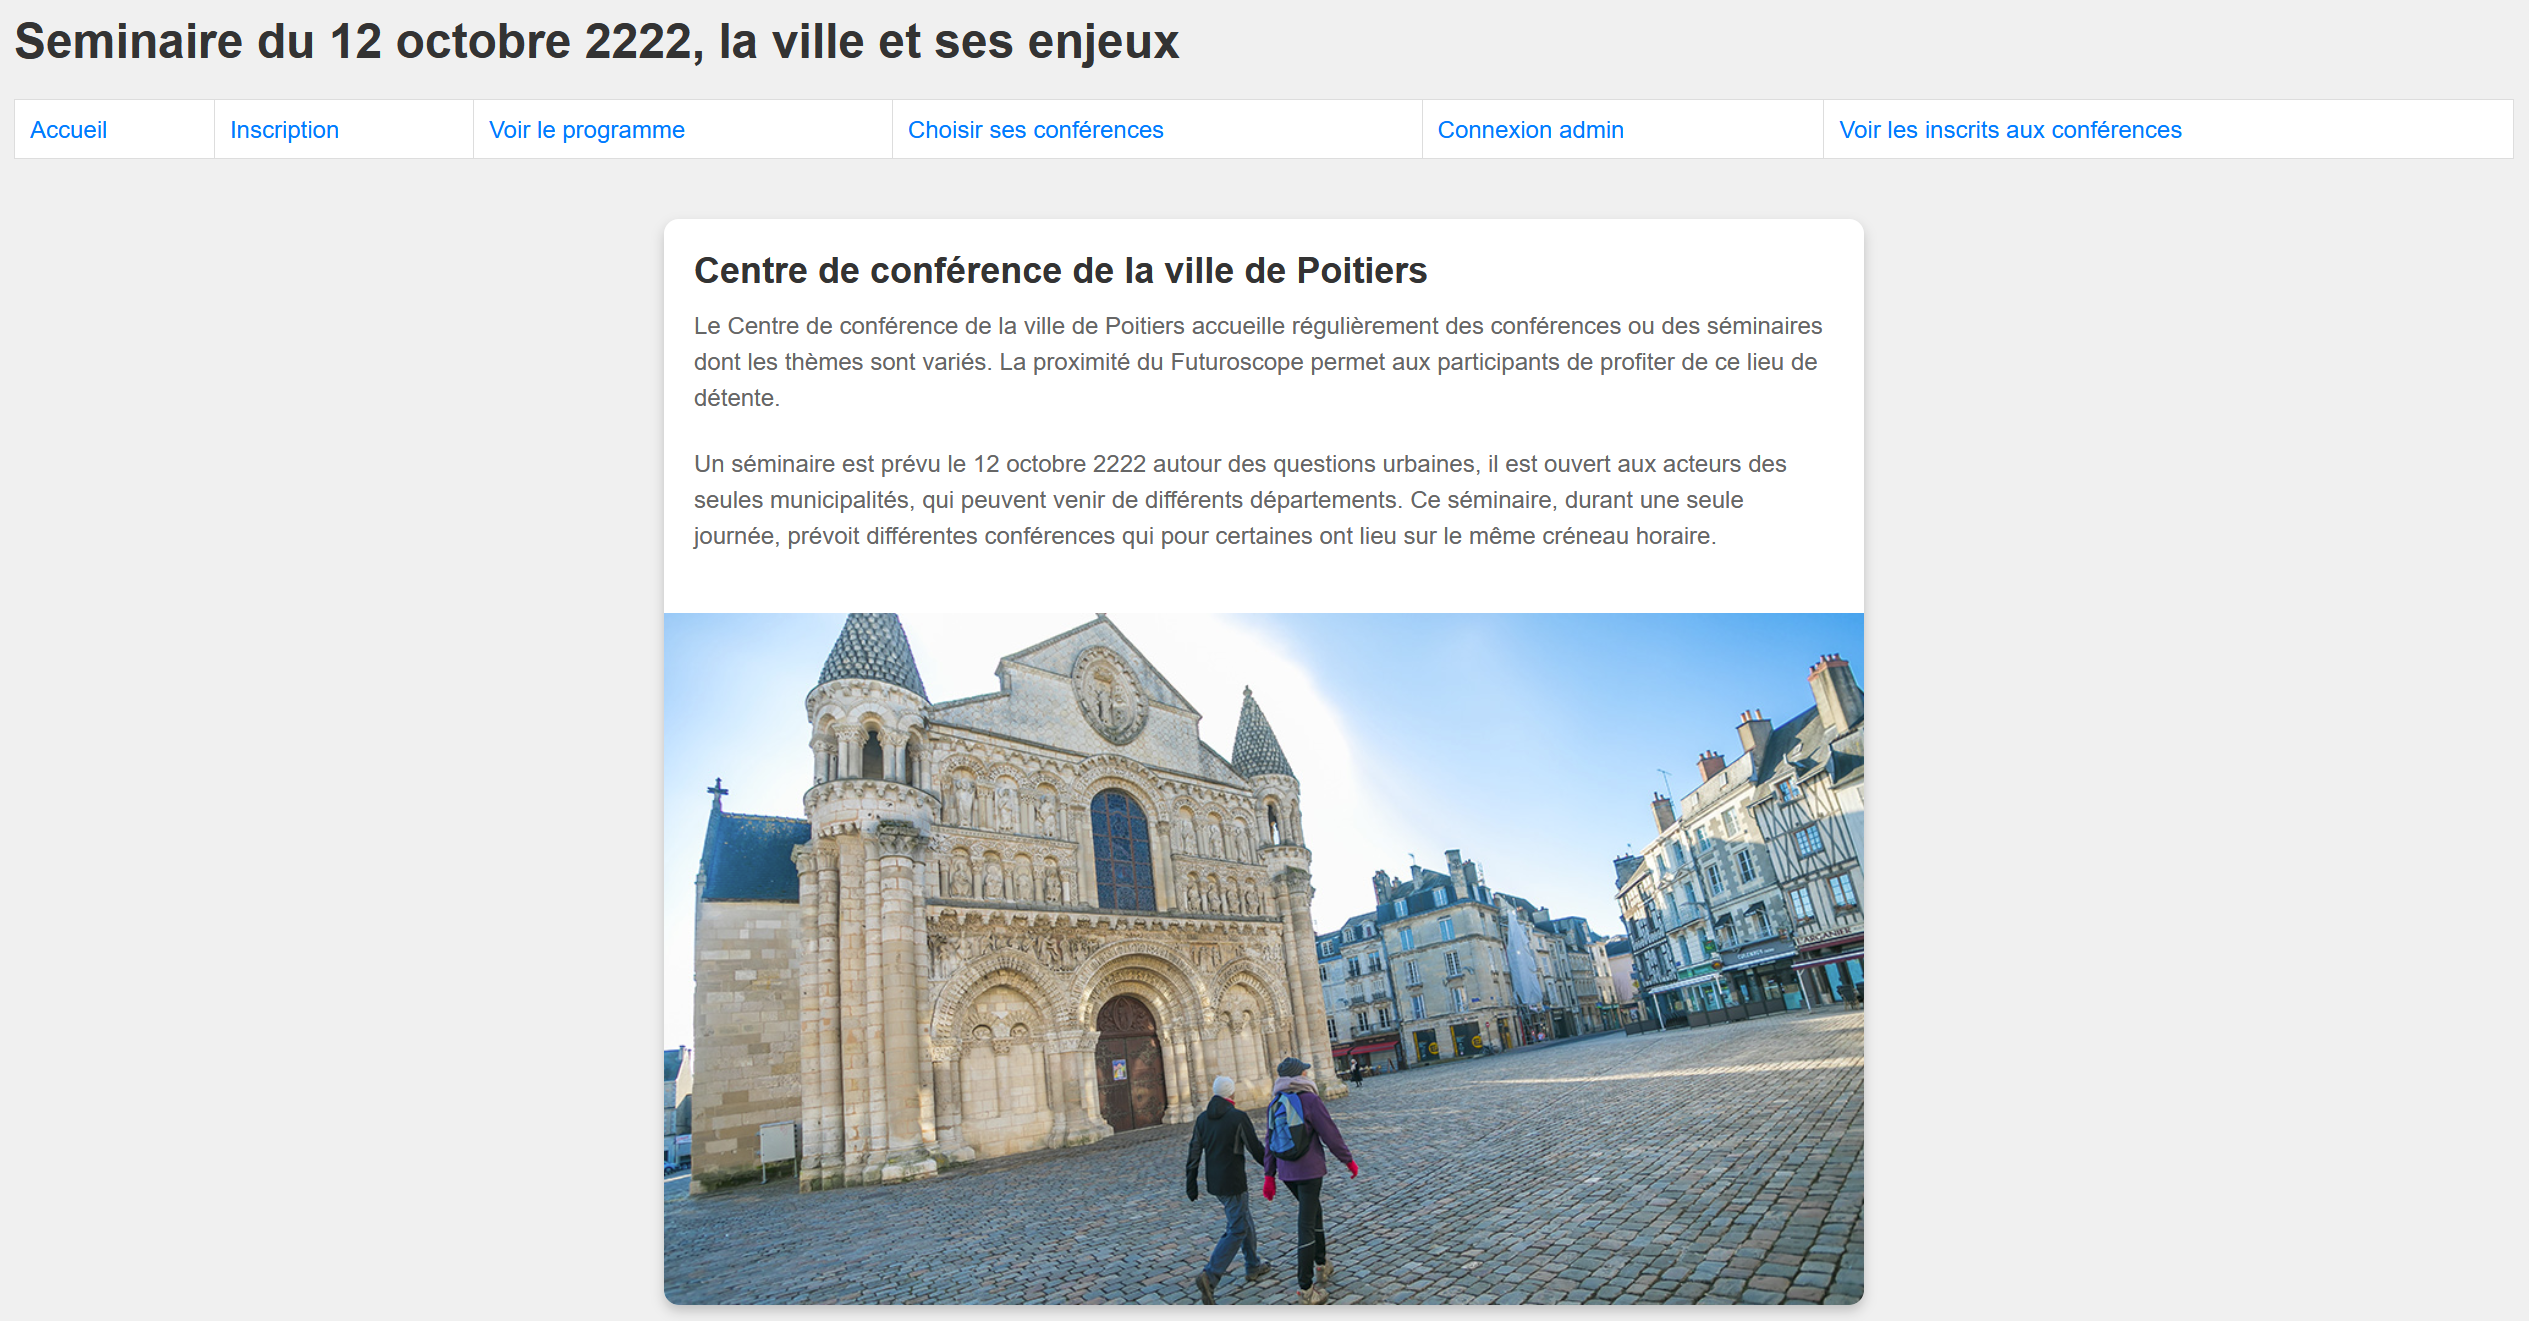 Seminaire du 12 octobre 2222, la ville et ses enjeux
Accueil
Inscription
Voir le programme
Choisir ses conférences
Connexion admin
Voir les inscrits aux conférences
Centre de conférence de la ville de Poitiers
Le Centre de conférence de la ville de Poitiers accueille régulièrement des conférences ou des séminaires
dont les thèmes sont variés. La proximité du Futuroscope permet aux participants de profiter de ce lieu de
détente.
Un séminaire est prévu le 12 octobre 2222 autour des questions urbaines, il est ouvert aux acteurs des
seules municipalités, qui peuvent venir de différents départements. Ce séminaire, durant une seule
journée, prévoit différentes conférences qui pour certaines ont lieu sur le même créneau horaire.